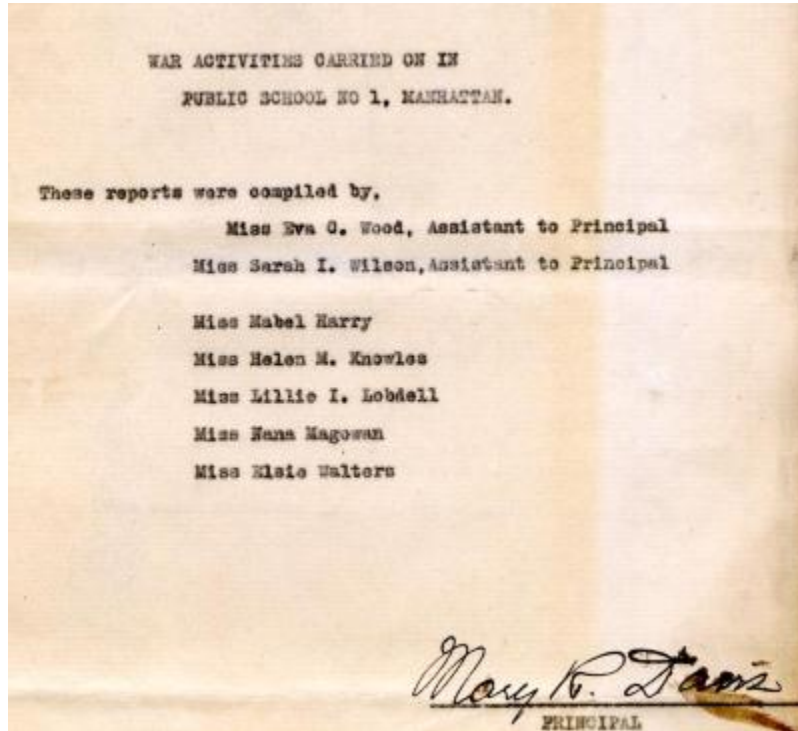 WAR ACTIVITIES CARRIED ON IN
PUBLIC SCHOOL NO 1, MANHATTAN.
These reports were compiled by,
Miss Eva C. Wood, Assistant to Principal
Miss Sarah I. Wilson,Assistant to Principal
Miss Mabel Harry
Miss Helen M. Knowles
Miss Lillie I. Lobdell
Miss Nana Magowan
Miss Elsie Walters
Mary R. Davis
PRINCIPAL